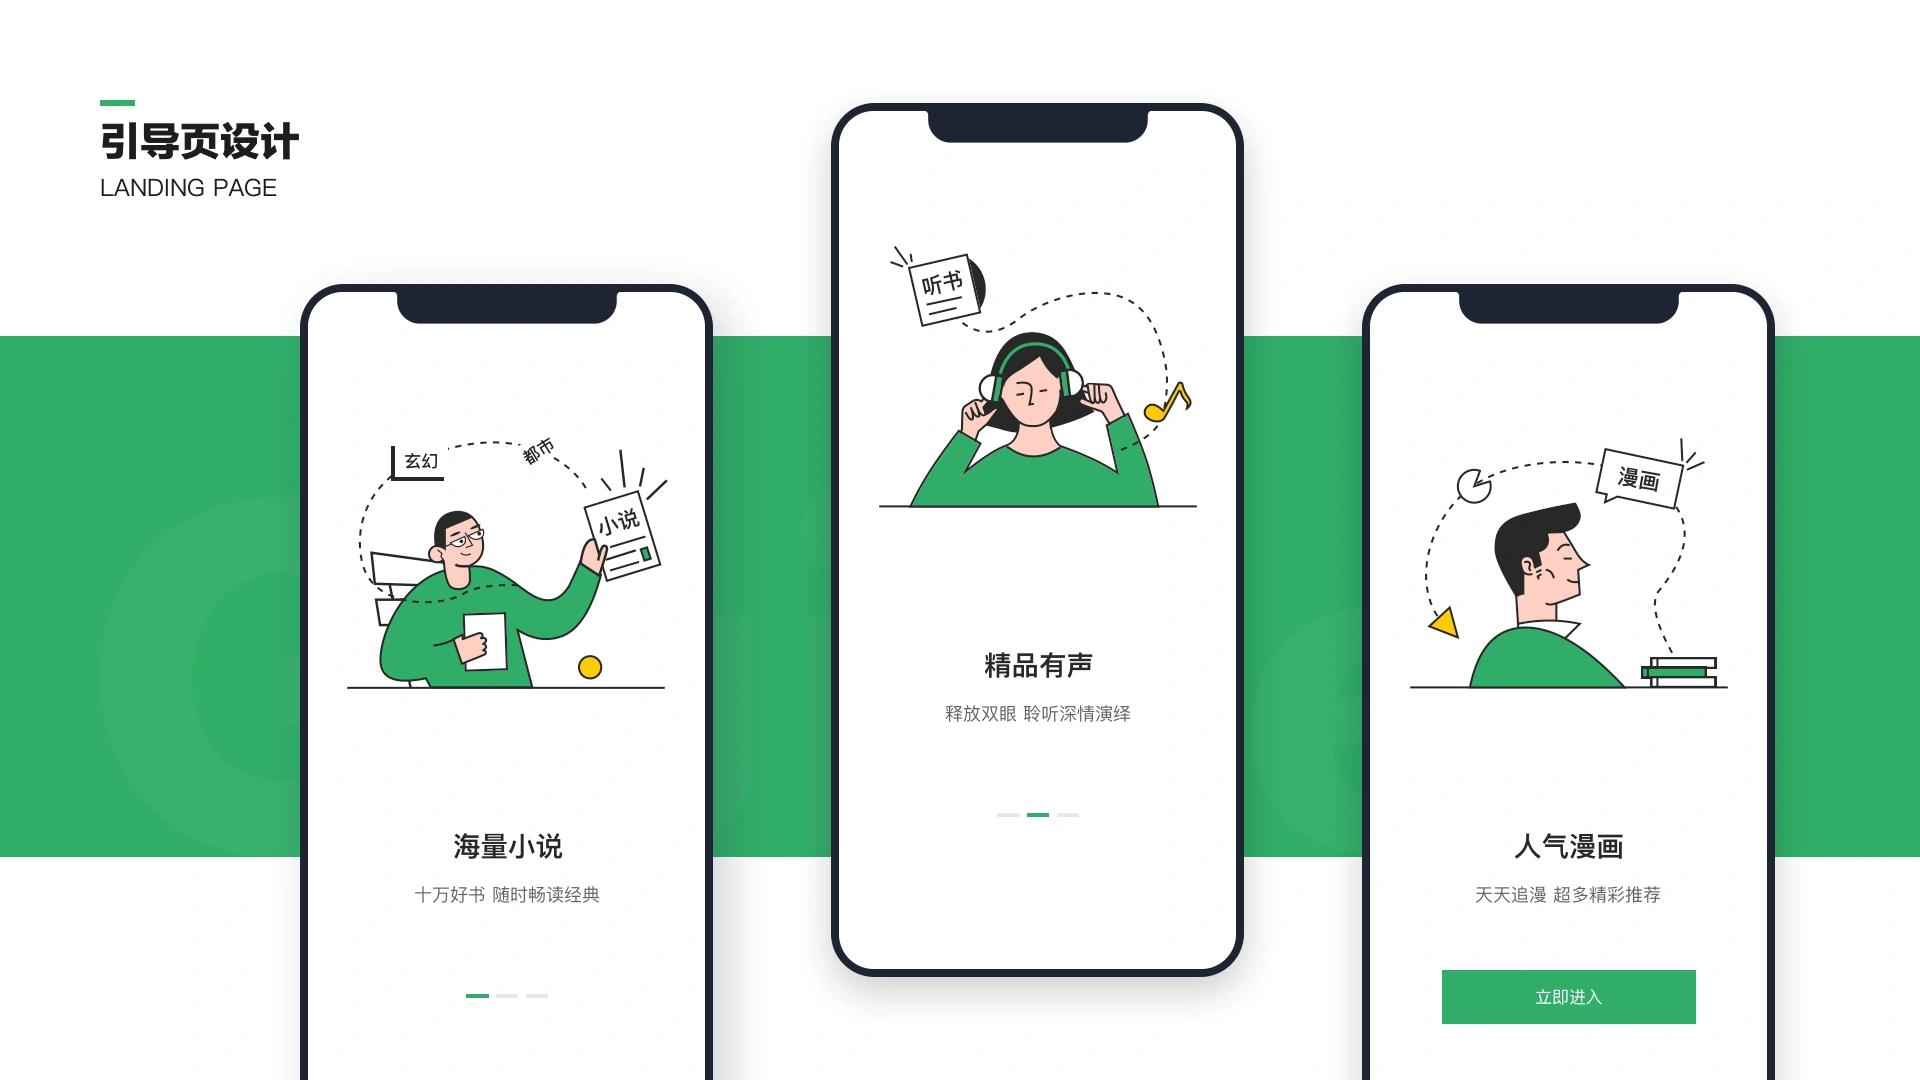 引导页设计
LANDING PAGE
玄幻
都市
小说
海量小说
十万好书 随时畅读经典
听书
精品有声
释放双眼 聆听深情演绎
漫画
人气漫画
天天追漫 超多精彩推荐
立即进入